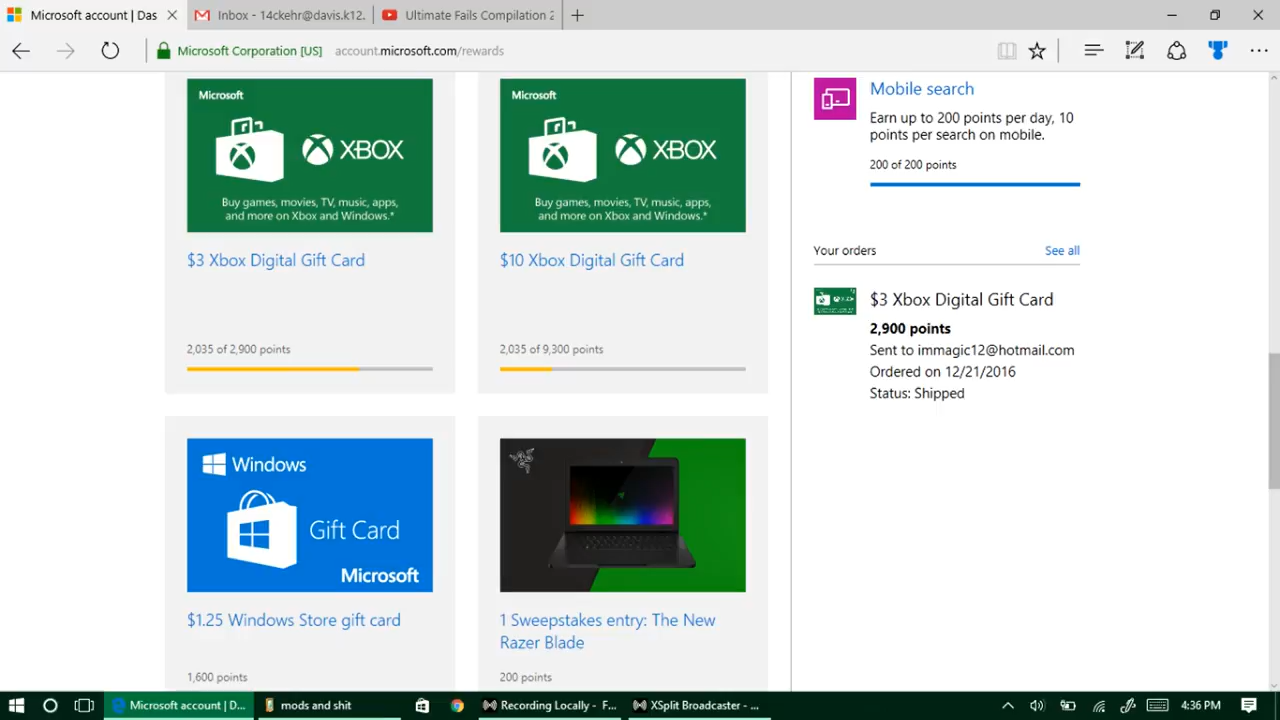 Microsoft account | Das
Inbox - 14ckehr@davis.k12.
Ultimate Fails Compilation 2
Microsoft Corporation [US]
account.microsoft.com/rewards
Microsoft
XBOX
Buy games, movies, TV, music, apps,
and more on Xbox and Windows.*
$3 Xbox Digital Gift Card
2,035 of 2,900 points
Microsoft
XBOX
Buy games, movies, TV, music, apps,
and more on Xbox and Windows.*
$10 Xbox Digital Gift Card
2,035 of 9,300 points
Windows
Gift Card
Microsoft
$1.25 Windows Store gift card
1,600 points
1 Sweepstakes entry: The New
Razer Blade
200 points
Mobile search
Earn up to 200 points per day, 10
points per search on mobile.
200 of 200 points
Your orders
See all
$3 Xbox Digital Gift Card
2,900 points
Sent to immagic12@hotmail.com
Ordered on 12/21/2016
Status: Shipped
Microsoft account | D...
mods and shit
Recording Locally - F...
XSplit Broadcaster - ...
4:36 PM